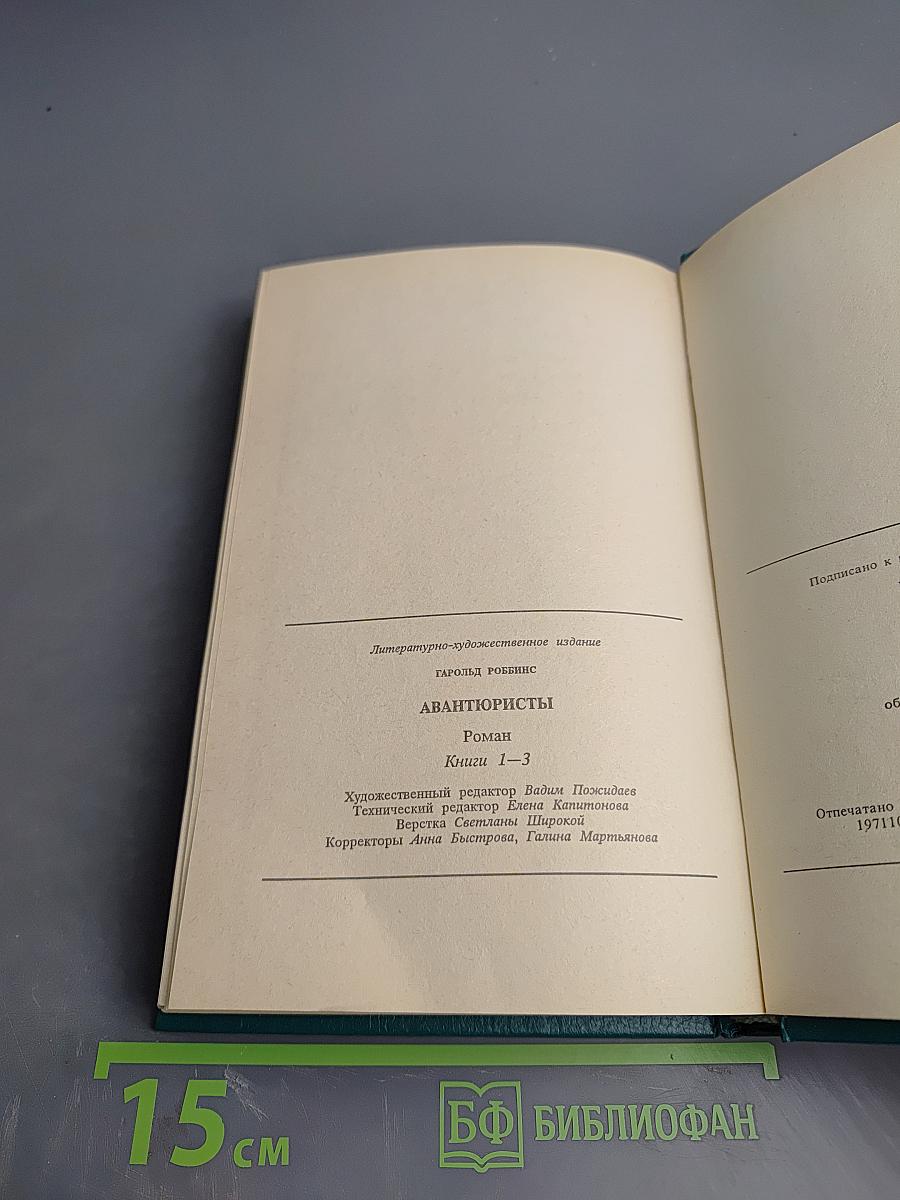 Литературно-художественное издание
ГАРОЛЬД РОББИНС
АВАНТЮРИСТЫ
Роман
Книги 1—3
Художественный редактор Вадим Пожидаев
Технический редактор Елена Капитонова
Верстка Светланы Широкой
Корректоры Анна Быстрова, Галина Мартьянова
Подписано к
об
Отпечатано
197110
15 см
БФ БИБЛИОФАН